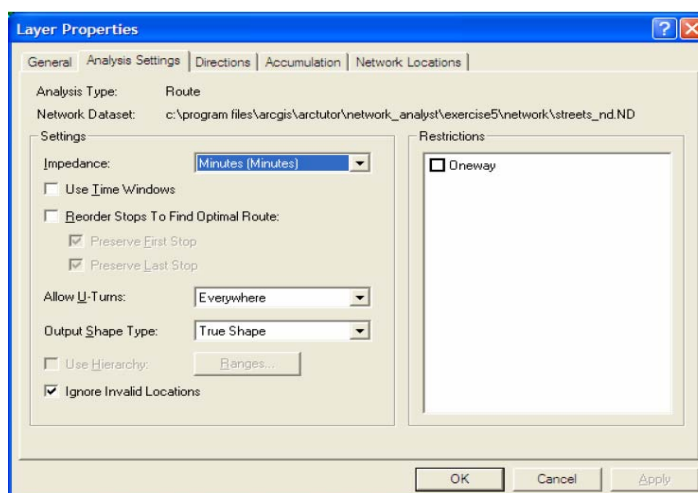 Layer Properties
General Analysis Settings Directions Accumulation Network Locations
Analysis Type: Route
Network Dataset: c:\program files\arcgis\arctutor\network_analyst\exercise5\network\streets_nd.ND
Settings
Impedance: Minutes (Minutes)
Use Time Windows
Reorder Stops To Find Optimal Route:
Preserve First Stop
Preserve Last Stop
Allow U-Turns: Everywhere
Output Shape Type: True Shape
Use Hierarchy: Ranges...
Ignore Invalid Locations
Restrictions
Oneway
OK Cancel Apply